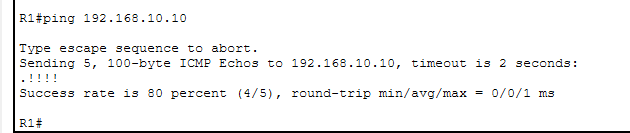 R1#ping 192.168.10.10
Type escape sequence to abort.
Sending 5, 100-byte ICMP Echos to 192.168.10.10, timeout is 2 seconds:
.!!!!
Success rate is 80 percent (4/5), round-trip min/avg/max = 0/0/1 ms
R1#